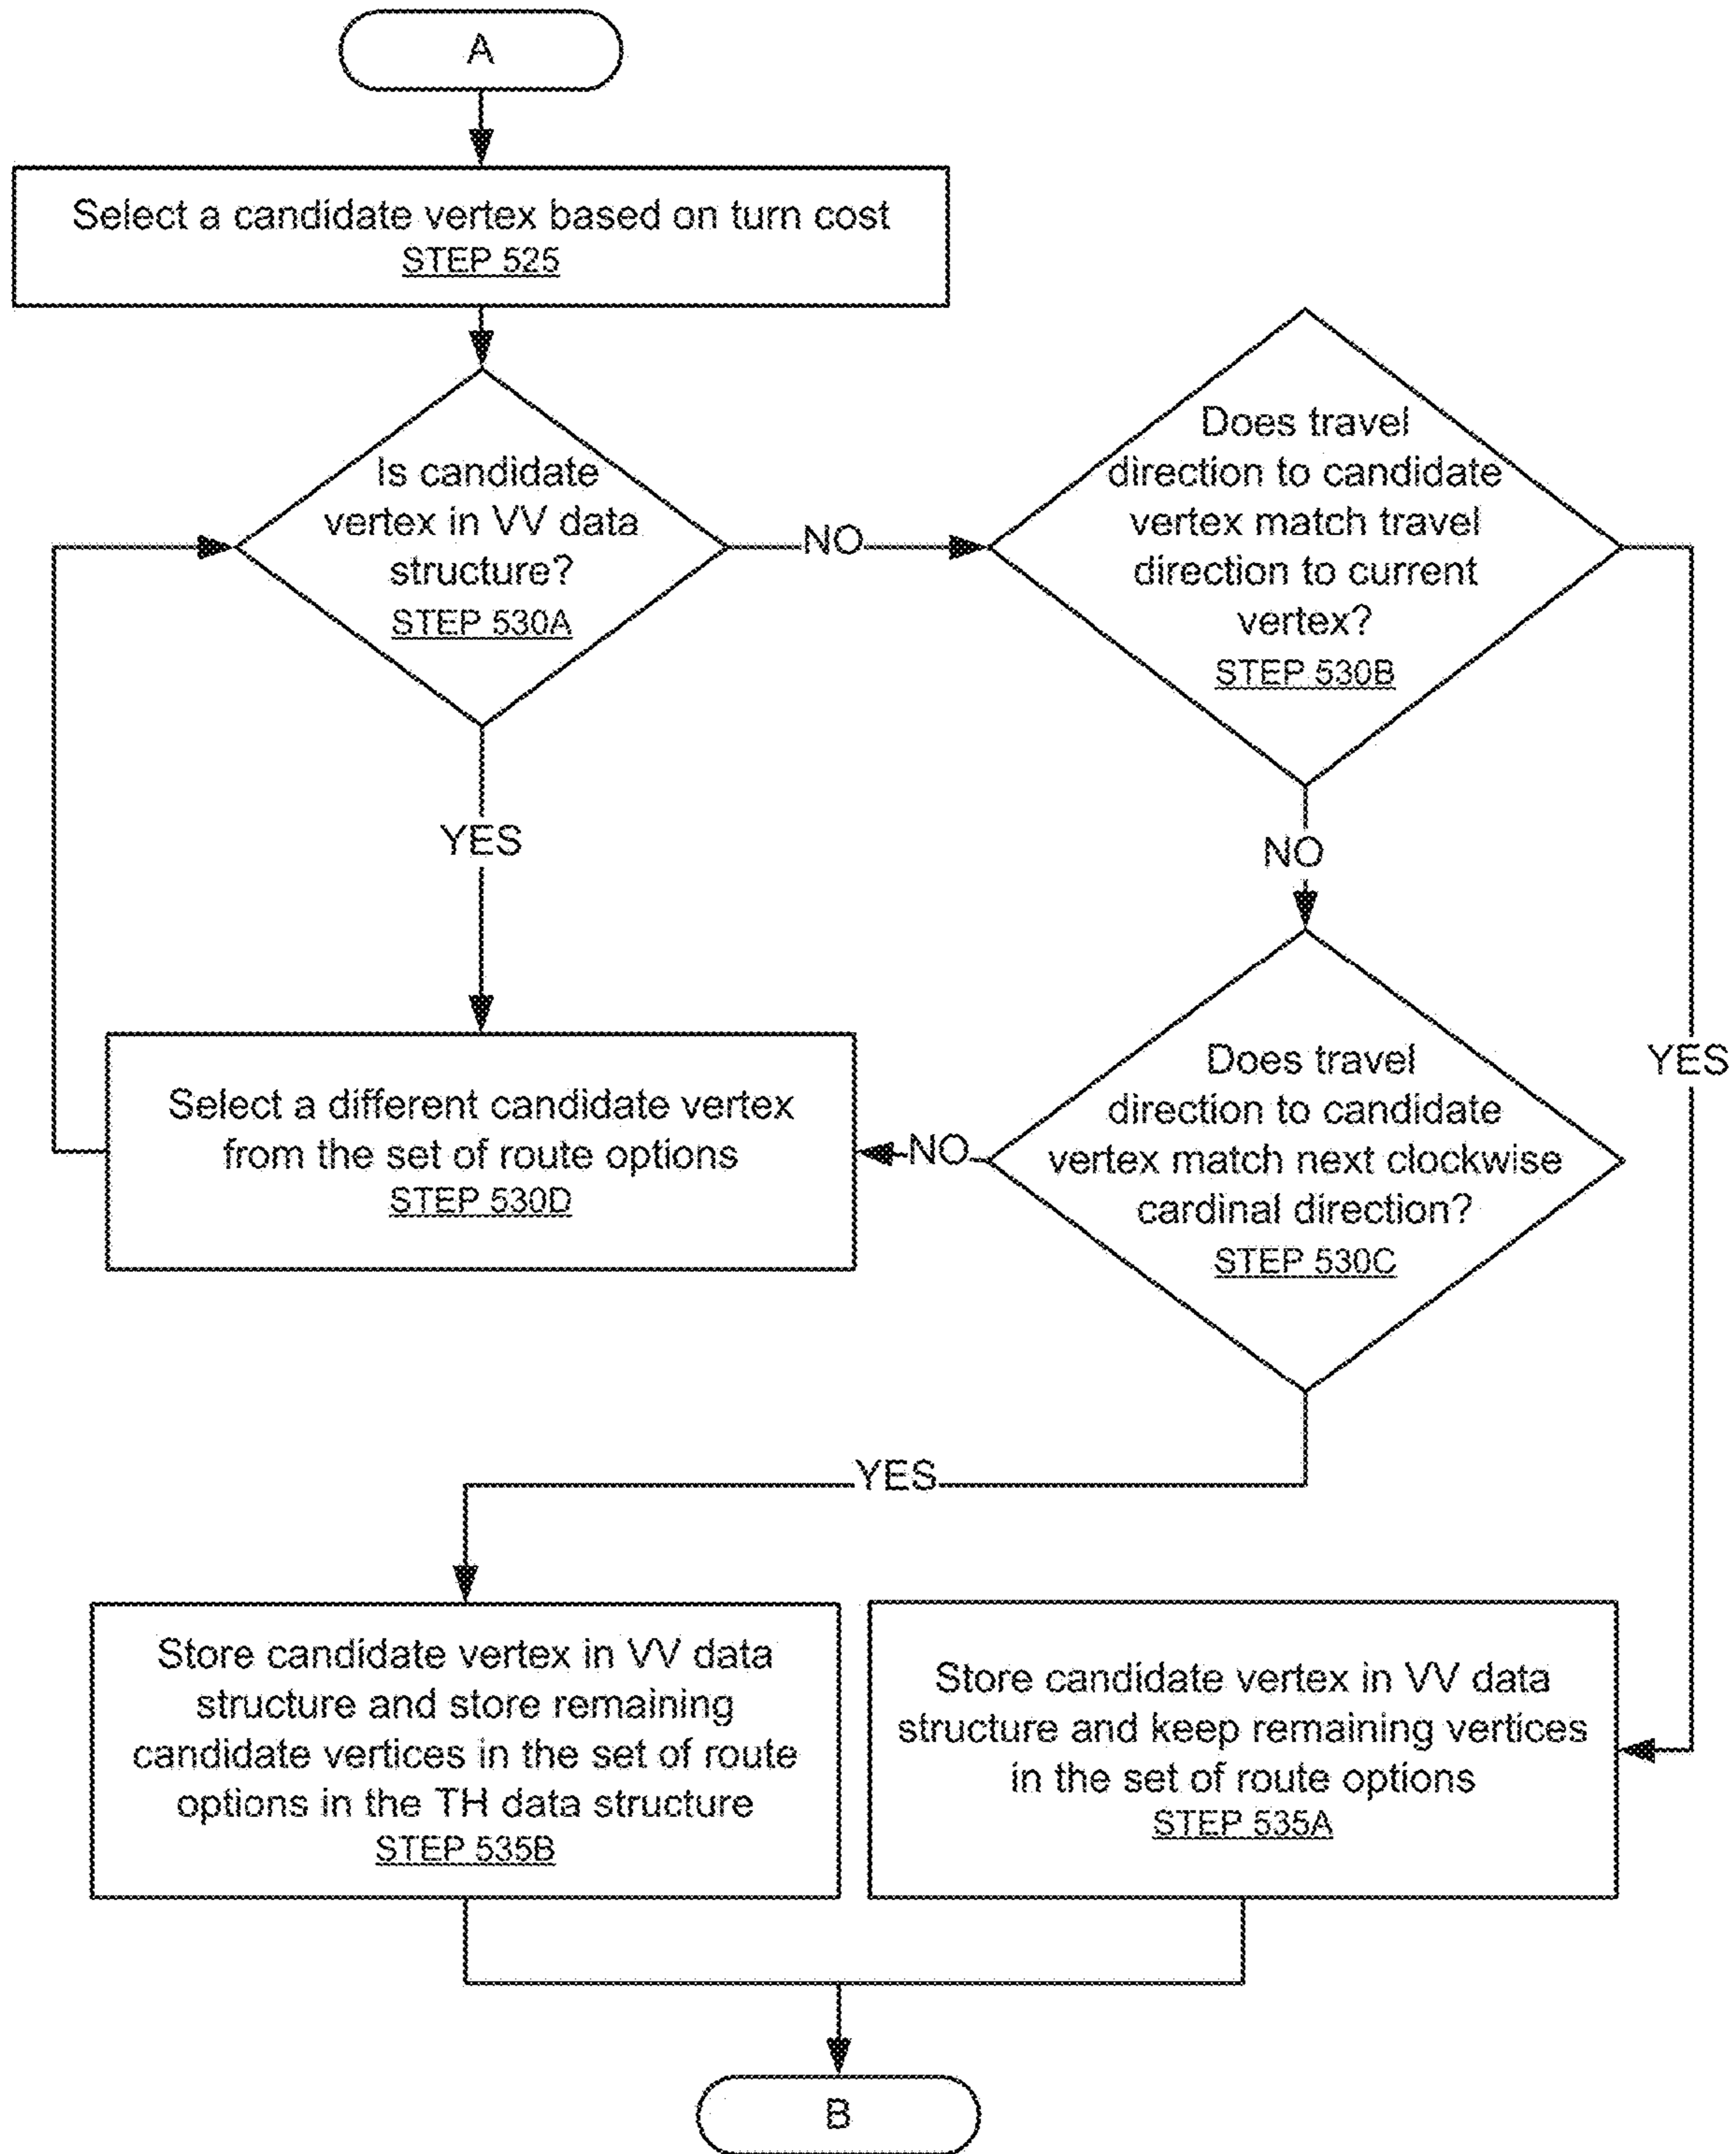 A
Select a candidate vertex based on turn cost
STEP 525
Is candidate
vertex in VV data
structure?
STEP 530A
NO
Does travel
direction to candidate
vertex match travel
direction to current
vertex?
STEP 530B
YES
NO
YES
Select a different candidate vertex
from the set of route options
STEP 530D
NO
Does travel
direction to candidate
vertex match next clockwise
cardinal direction?
STEP 530C
YES
Store candidate vertex in VV data
structure and store remaining
candidate vertices in the set of route
options in the TH data structure
STEP 535B
Store candidate vertex in VV data
structure and keep remaining vertices
in the set of route options
STEP 535A
B